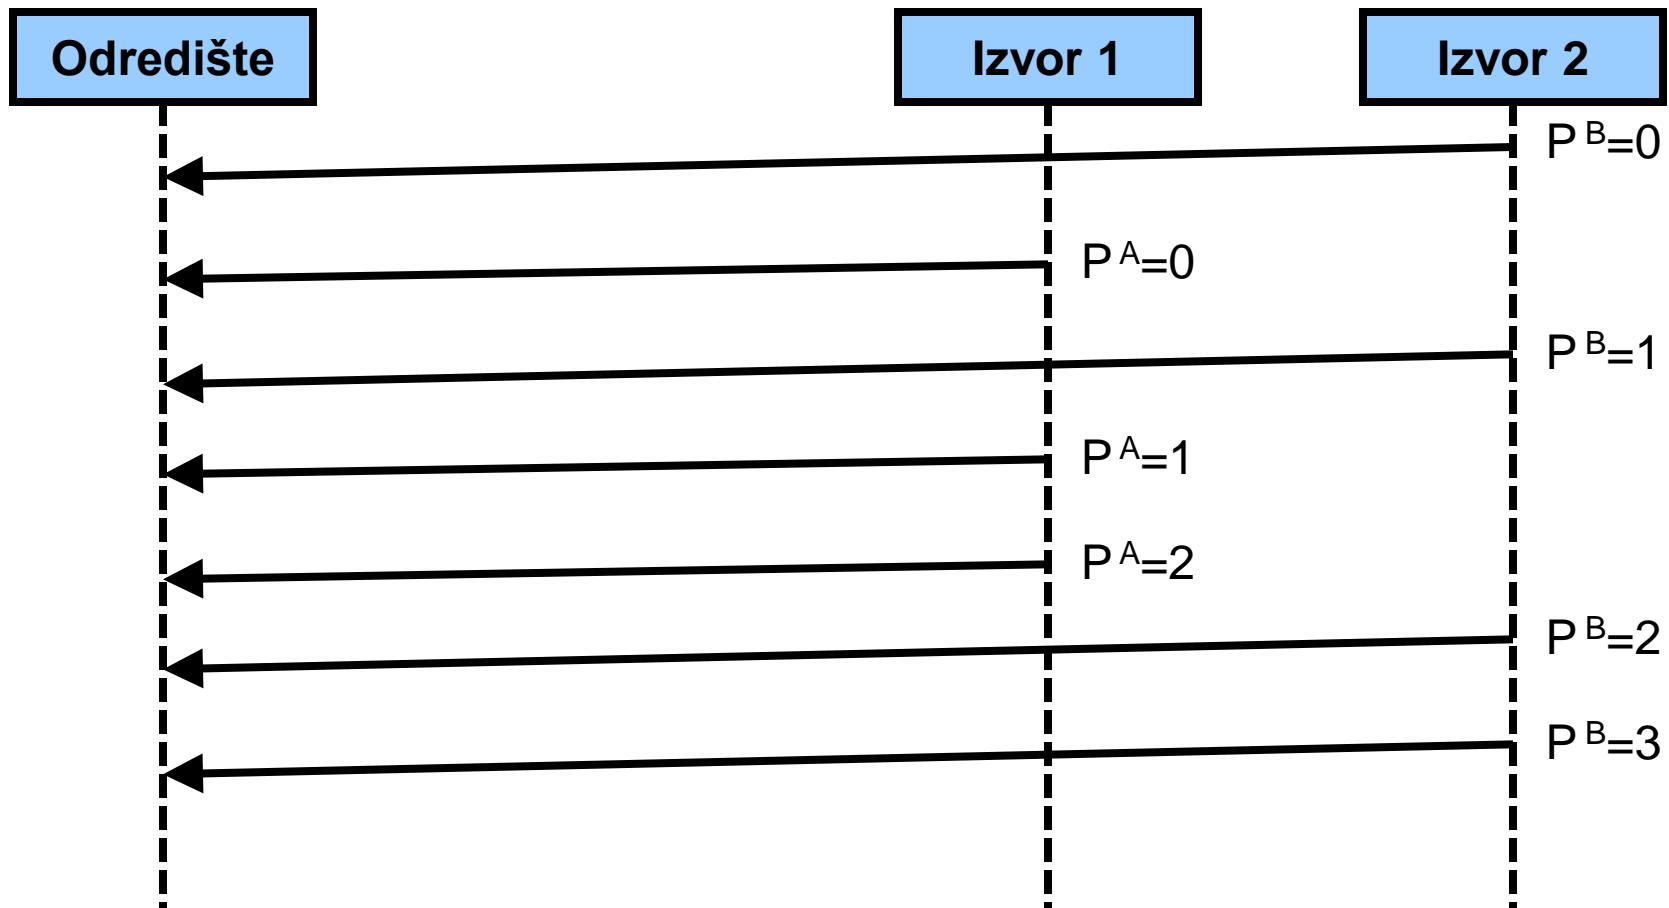 Odredište
Izvor 1
Izvor 2
P B=0
P A=0
P B=1
P A=1
P A=2
P B=2
P B=3